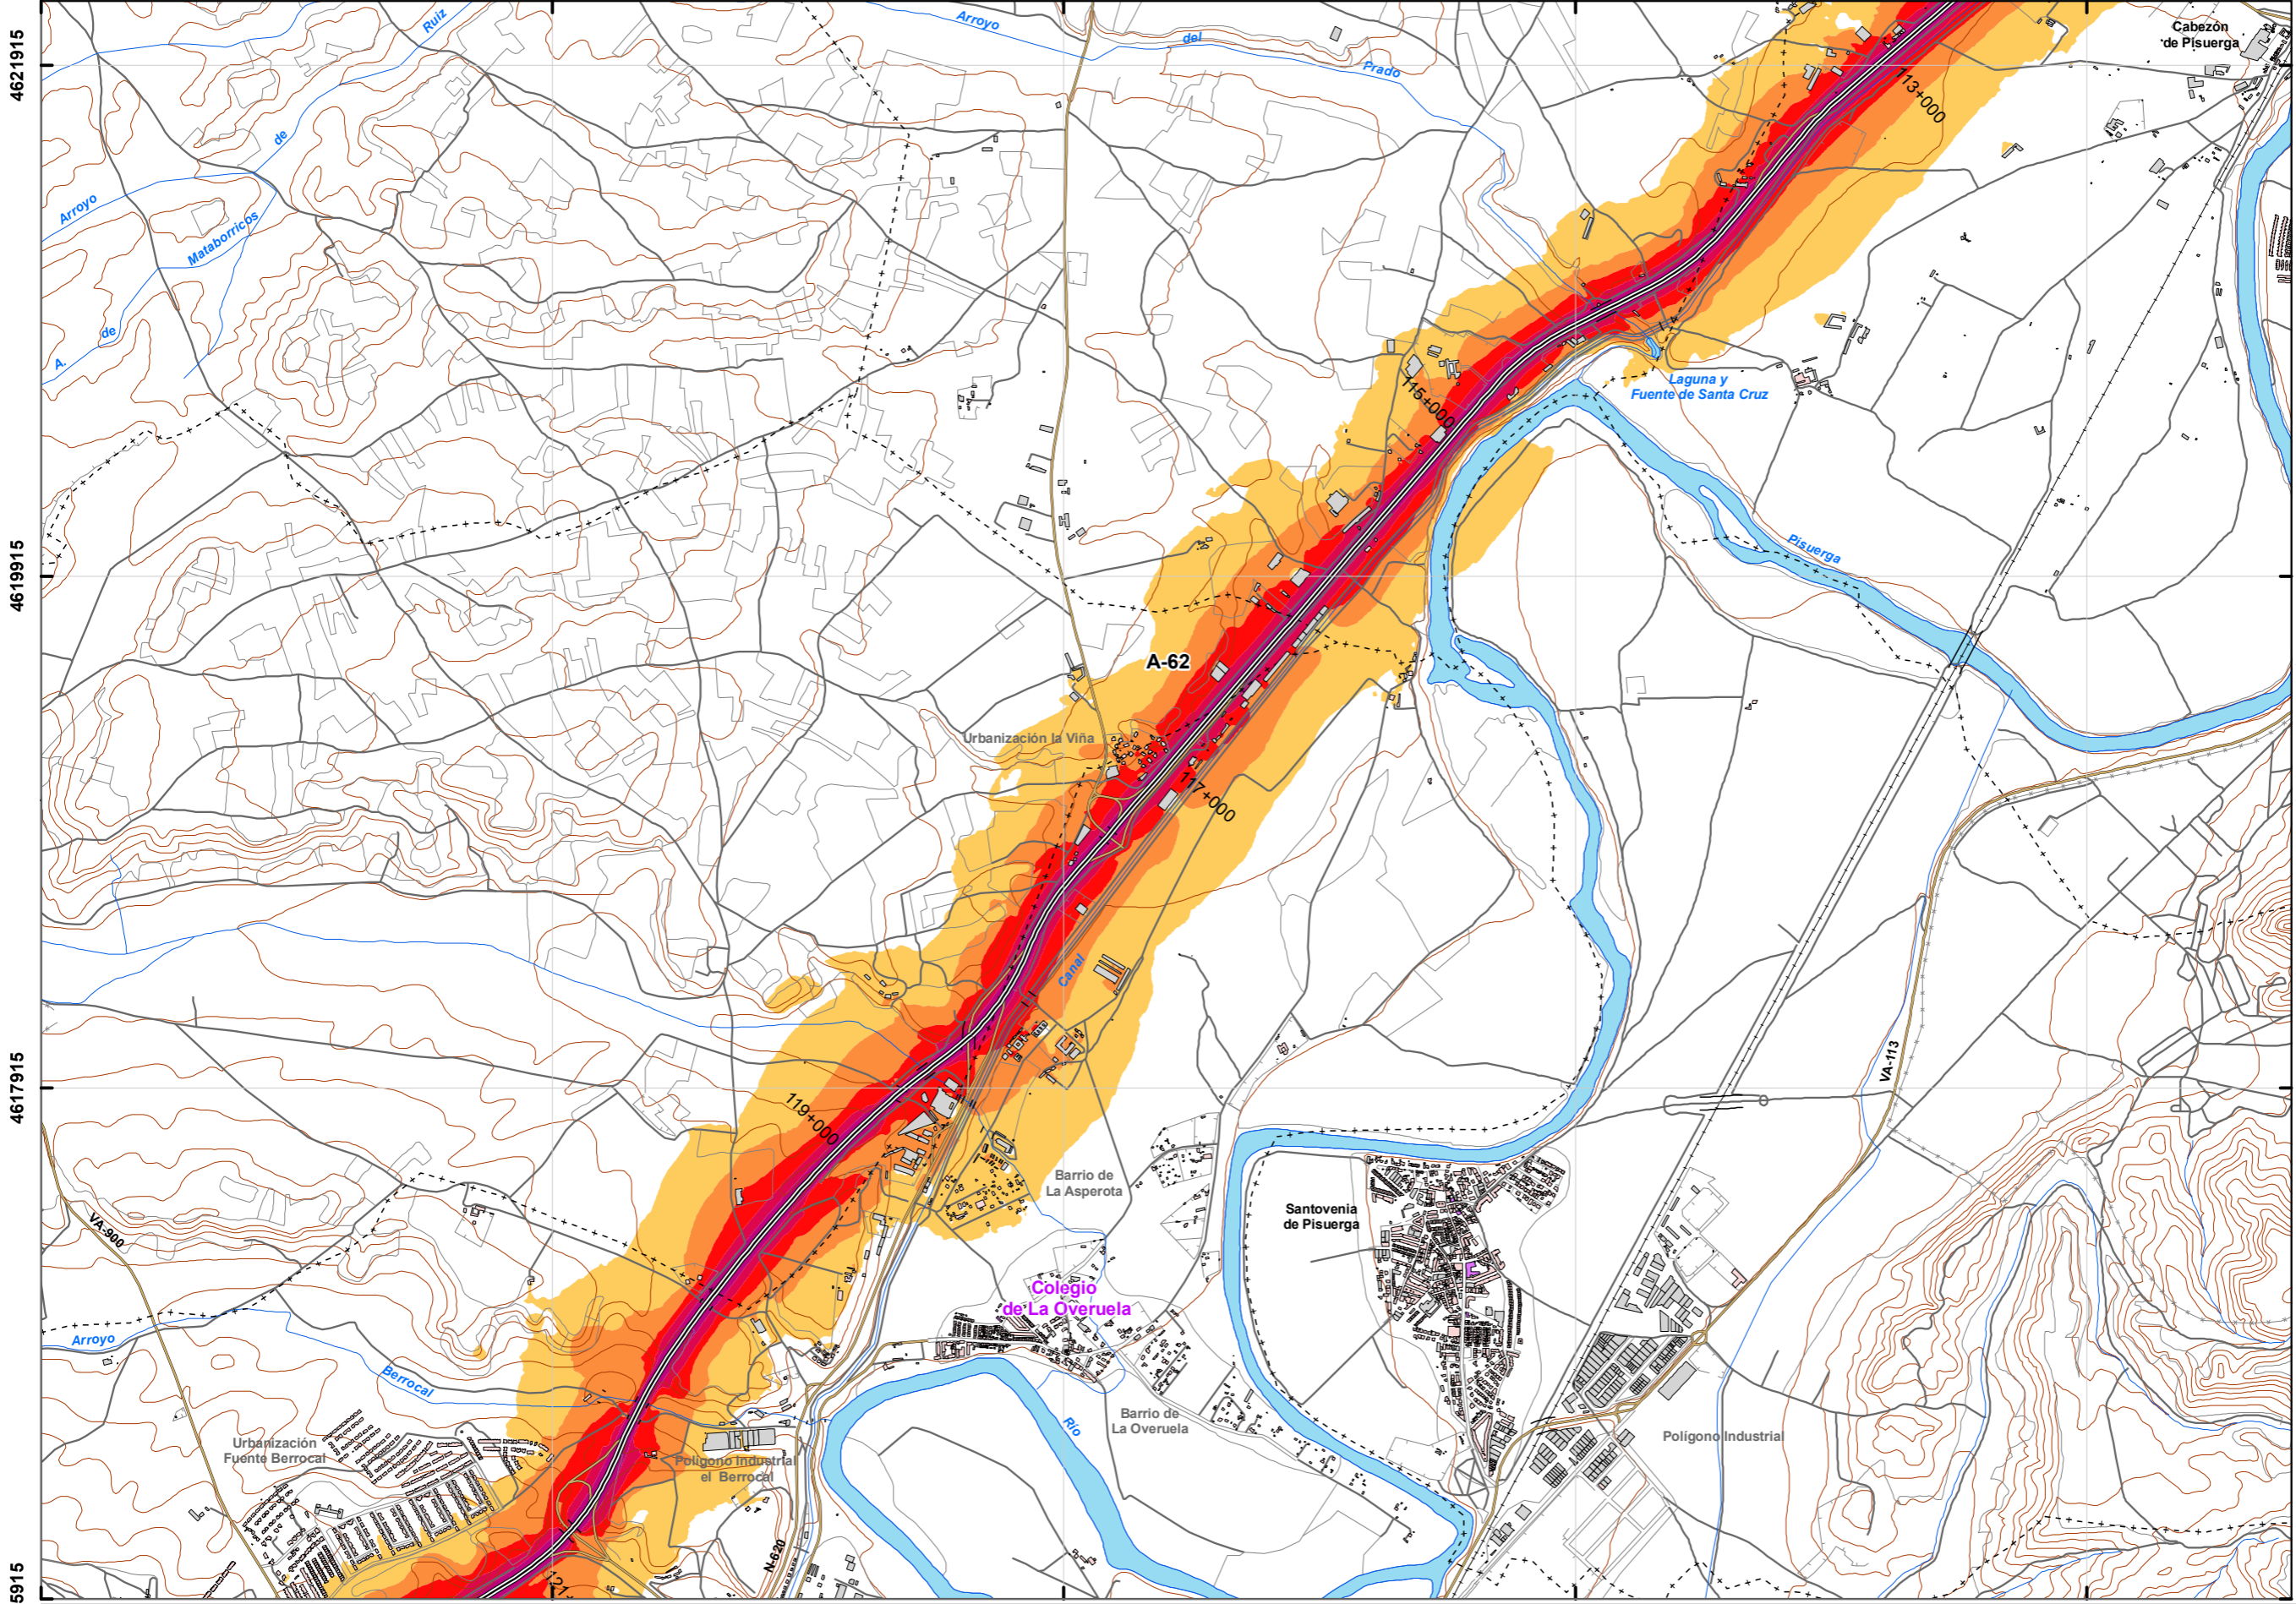 Cabezón
de Pisuerga
4621915
Ruiz
de
Arroyo
del
Prado
113+000
Arroyo
Mataborricos
de
A.
Laguna y
Fuente de Santa Cruz
115+000
4619915
Pisuerga
A-62
Urbanización la Viña
117+000
Canal
4617915
VA-113
119+000
Barrio de
La Asperota
Santovenia
de Pisuerga
VA-900
Colegio
de La Overuela
Arroyo
Berrocal
Río
Barrio de
La Overuela
Polígono Industrial
Urbanización
Fuente Berrocal
Polígono Industrial
el Berrocal
N-620
121+
5915